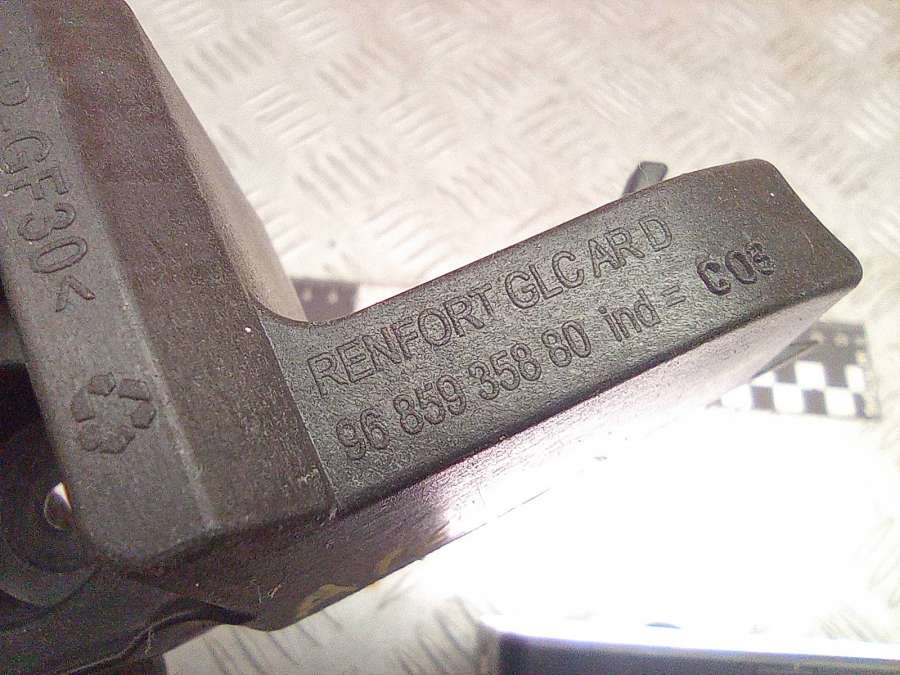 GF30<
RENFORT GLC AR D
96 859 358 80 ind = C03